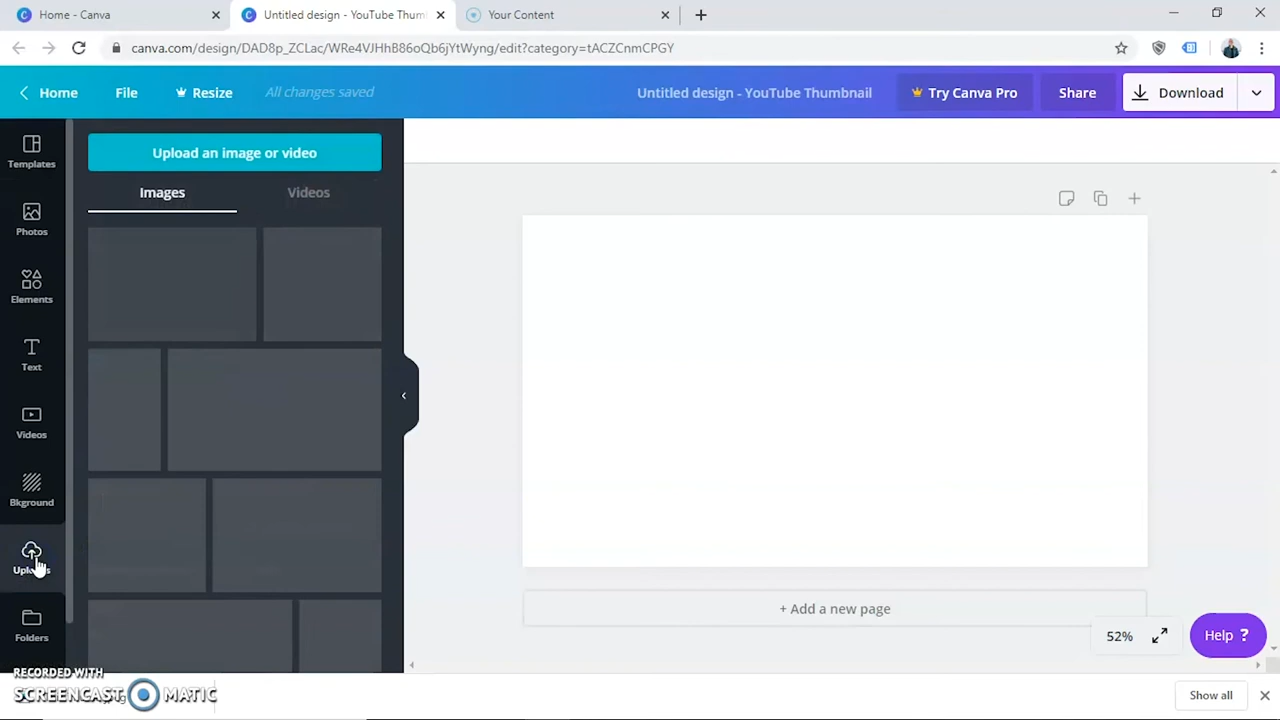 Home - Canva
Untitled design - YouTube Thum
Your Content
canva.com/design/DAD8p_ZCLac/WRe4VJHhB86oQb6jYtWyng/edit?category=tACZCnmCPGY
Home
File
Resize
All changes saved
Untitled design - YouTube Thumbnail
Try Canva Pro
Share
Download
Templates
Upload an image or video
Images
Videos
Photos
Elements
Text
Videos
Bkground
Uploads
Folders
+ Add a new page
52%
Help ?
RECORDED WITH
SCREENCAST MATIC
Show all